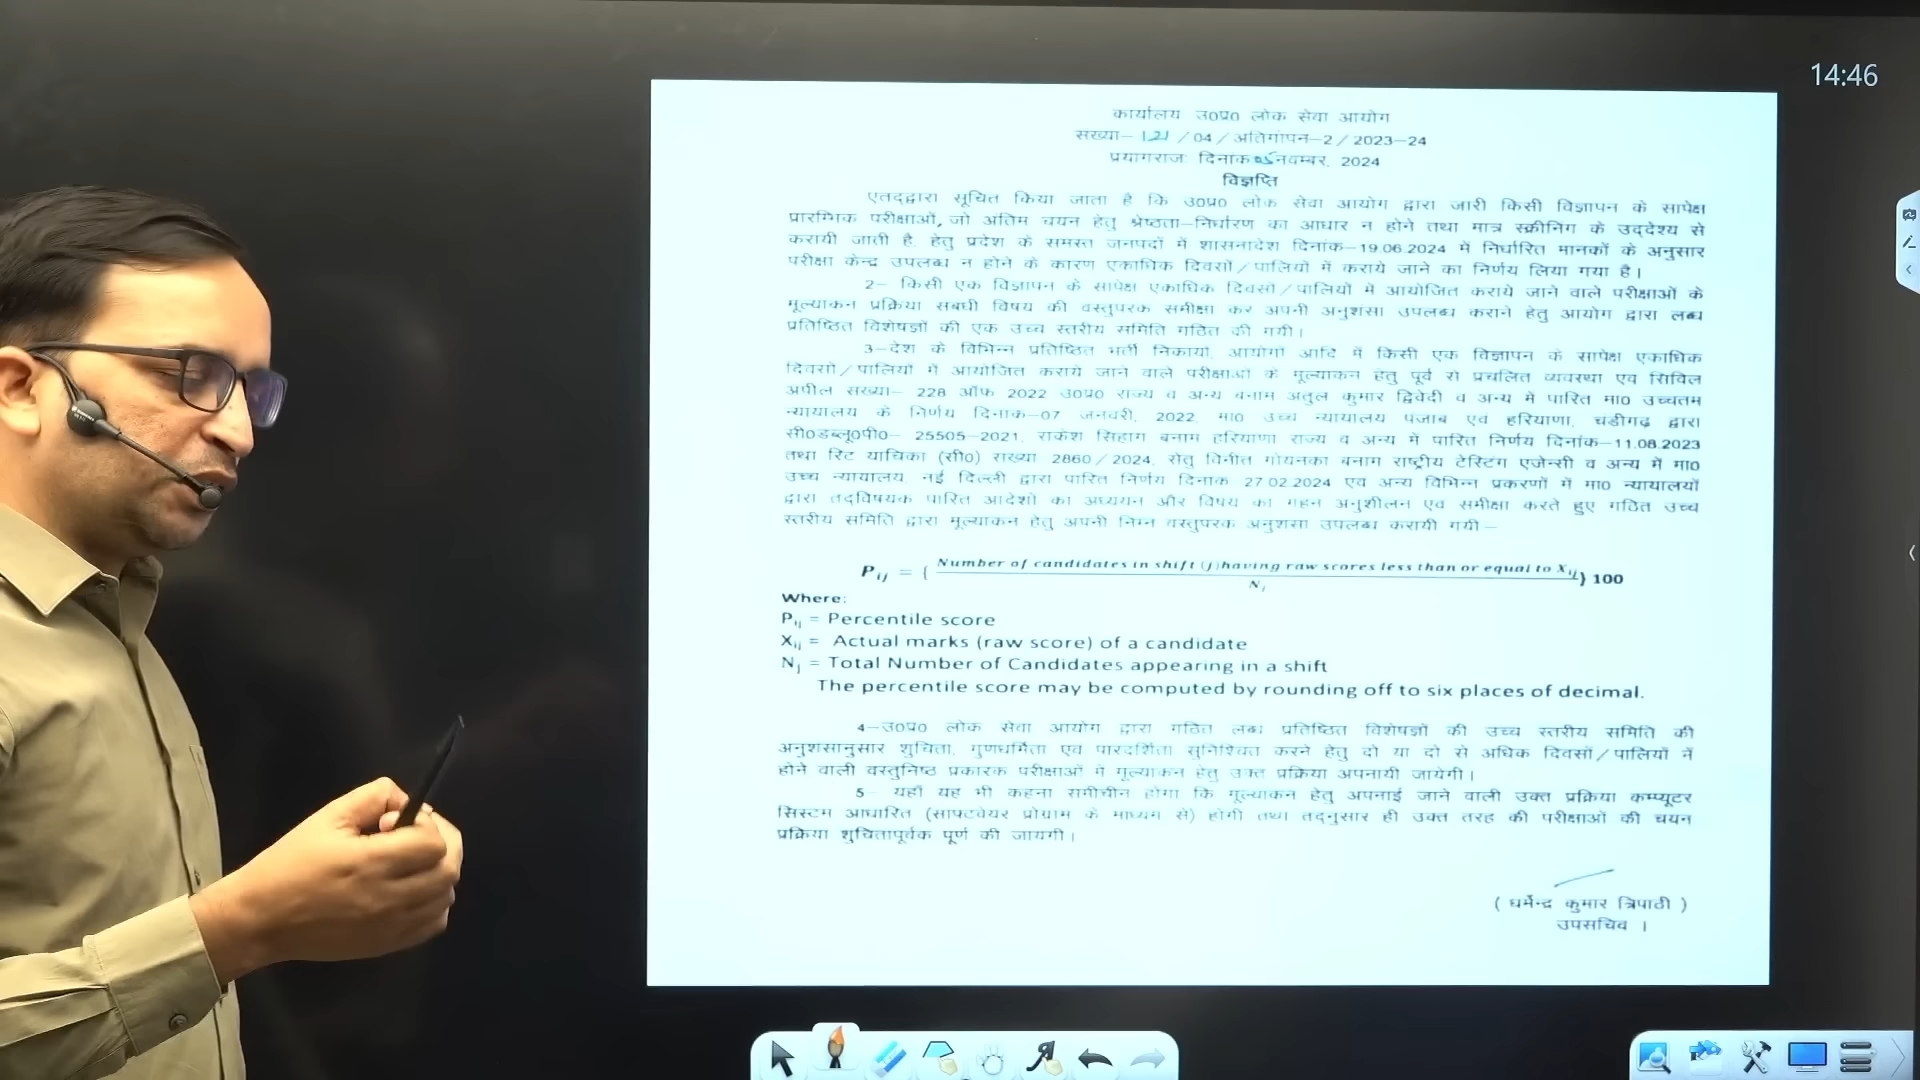 14:46
कार्यालय उ0प्र0 लोक सेवा आयोग
संख्या- 121 /04/अतिगोपन-2/2023-24
प्रयागराज दिनांक 05 नवम्बर, 2024
विज्ञप्ति
एतद्द्वारा सूचित किया जाता है कि उ0प्र0 लोक सेवा आयोग द्वारा जारी किसी विज्ञापन के सापेक्ष
प्रारम्भिक परीक्षाओं, जो अंतिम चयन हेतु श्रेष्ठता-निर्धारण का आधार न होने तथा मात्र स्क्रीनिंग के उद्देश्य से
करायी जाती है, हेतु प्रदेश के समस्त जनपदों में शासनादेश दिनांक-19.06.2024 में निर्धारित मानकों के अनुसार
परीक्षा केन्द्र उपलब्ध न होने के कारण एकाधिक दिवसों/पालियों में कराये जाने का निर्णय लिया गया है।
2- किसी एक विज्ञापन के सापेक्ष एकाधिक दिवसों/पालियों में आयोजित कराये जाने वाले परीक्षाओं के
मूल्यांकन प्रक्रिया संबंधी विषय की वस्तुपरक समीक्षा कर अपनी अनुशंसा उपलब्ध कराने हेतु आयोग द्वारा लब्ध
प्रतिष्ठित विशेषज्ञों की एक उच्च स्तरीय समिति गठित की गयी।
3-देश के विभिन्न प्रतिष्ठित भर्ती निकायों, आयोगों आदि में किसी एक विज्ञापन के सापेक्ष एकाधिक
दिवसों/पालियों में आयोजित कराये जाने वाले परीक्षाओं के मूल्यांकन हेतु पूर्व से प्रचलित व्यवस्था एवं सिविल
अपील संख्या- 228 ऑफ 2022 उ0प्र0 राज्य व अन्य बनाम अतुल कुमार द्विवेदी व अन्य में पारित मा0 उच्चतम
न्यायालय के निर्णय दिनांक-07 जनवरी, 2022, मा0 उच्च न्यायालय पंजाब एवं हरियाणा, चंडीगढ़ द्वारा
सी0डब्लू0पी0- 25505-2021, राकेश सिहाग बनाम हरियाणा राज्य व अन्य में पारित निर्णय दिनांक-11.08.2023
तथा रिट याचिका (सी0) संख्या 2860/2024, सेतु विनीत गोयनका बनाम राष्ट्रीय टेस्टिंग एजेन्सी व अन्य में मा0
उच्च न्यायालय नई दिल्ली द्वारा पारित निर्णय दिनांक 27.02.2024 एवं अन्य विभिन्न प्रकरणों में मा0 न्यायालयों
द्वारा तद्विषयक पारित आदेशों का अध्ययन और विषय का गहन अनुशीलन एवं समीक्षा करते हुए गठित उच्च
स्तरीय समिति द्वारा मूल्यांकन हेतु अपनी निम्न वस्तुपरक अनुशंसा उपलब्ध करायी गयी-
Pij = { Number of candidates in shift (j) having raw scores less than or equal to Xij / Nj } 100
Where:
Pij = Percentile score
Xij = Actual marks (raw score) of a candidate
Nj = Total Number of Candidates appearing in a shift
The percentile score may be computed by rounding off to six places of decimal.
4-उ0प्र0 लोक सेवा आयोग द्वारा गठित लब्ध प्रतिष्ठित विशेषज्ञों की उच्च स्तरीय समिति की
अनुशंसानुसार शुचिता, गुणधर्मिता एवं पारदर्शिता सुनिश्चित करने हेतु दो या दो से अधिक दिवसों/पालियों में
होने वाली वस्तुनिष्ठ प्रकारक परीक्षाओं में मूल्यांकन हेतु उक्त प्रक्रिया अपनायी जायेगी।
5- यहाँ यह भी कहना समीचीन होगा कि मूल्यांकन हेतु अपनाई जाने वाली उक्त प्रक्रिया कम्प्यूटर
सिस्टम आधारित (साफ्टवेयर प्रोग्राम के माध्यम से) होगी तथा तद्नुसार ही उक्त तरह की परीक्षाओं की चयन
प्रक्रिया शुचितापूर्वक पूर्ण की जायगी।
( धर्मेन्द्र कुमार त्रिपाठी )
उपसचिव ।